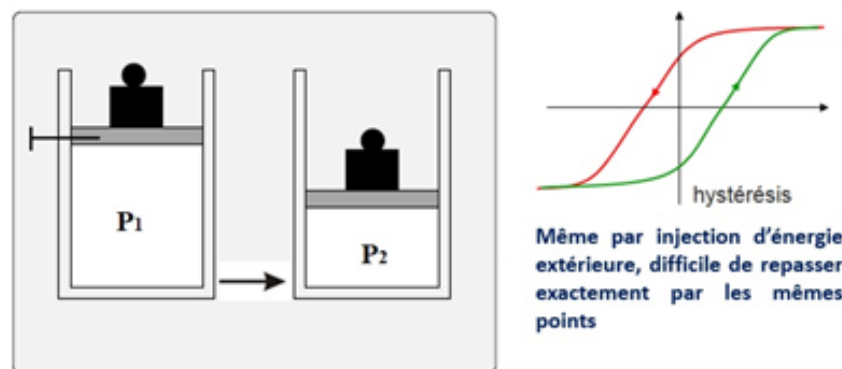 P1
P2
hystérésis
Même par injection d'énergie
extérieure, difficile de repasser
exactement par les mêmes
points